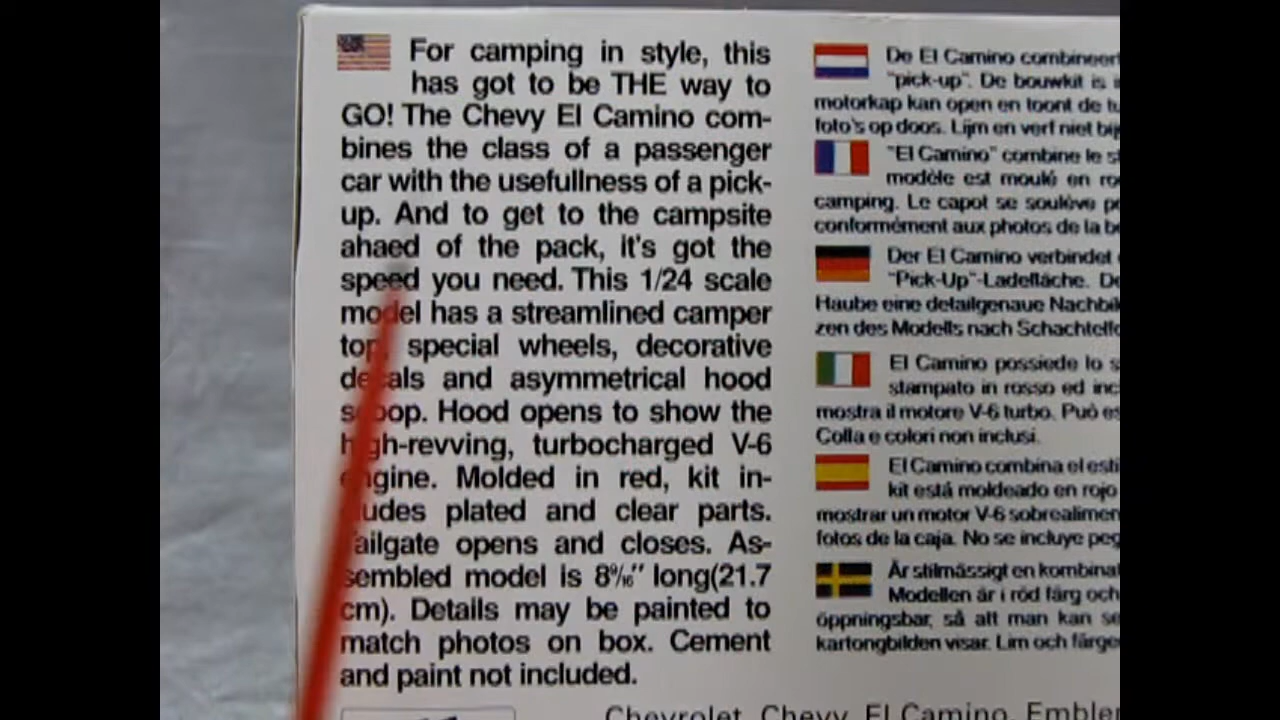 For camping in style, this
has got to be THE way to
GO! The Chevy El Camino com-
bines the class of a passenger
car with the usefullness of a pick-
up. And to get to the campsite
ahaed of the pack, it's got the
speed you need. This 1/24 scale
model has a streamlined camper
top, special wheels, decorative
decals and asymmetrical hood
scoop. Hood opens to show the
high-revving, turbocharged V-6
engine. Molded in red, kit in-
cludes plated and clear parts.
Tailgate opens and closes. As-
sembled model is 8 9/16" long(21.7
cm). Details may be painted to
match photos on box. Cement
and paint not included.
De El Camino combineert
"pick-up". De bouwkit is
motorkap kan open en toont de
foto's op doos. Lijm en verf niet
"El Camino" combine le
modèle est moulé en
camping. Le capot se soulève
conformément aux photos de la
Der El Camino verbindet
"Pick-Up"-Ladefläche.
Haube eine detailgenaue
zen des Modells nach
El Camino possiede lo
stampato in rosso ed
mostra il motore V-6 turbo. Può
Colla e colori non inclusi.
El Camino combina el
kit está moldeado en rojo
mostrar un motor V-6
fotos de la caja. No se incluye
Är stilmässigt en
Modellen är i röd färg och
öppningsbar, så att man kan
kartongbilden visar. Lim och
Chevrolet, Chevy, El Camino,